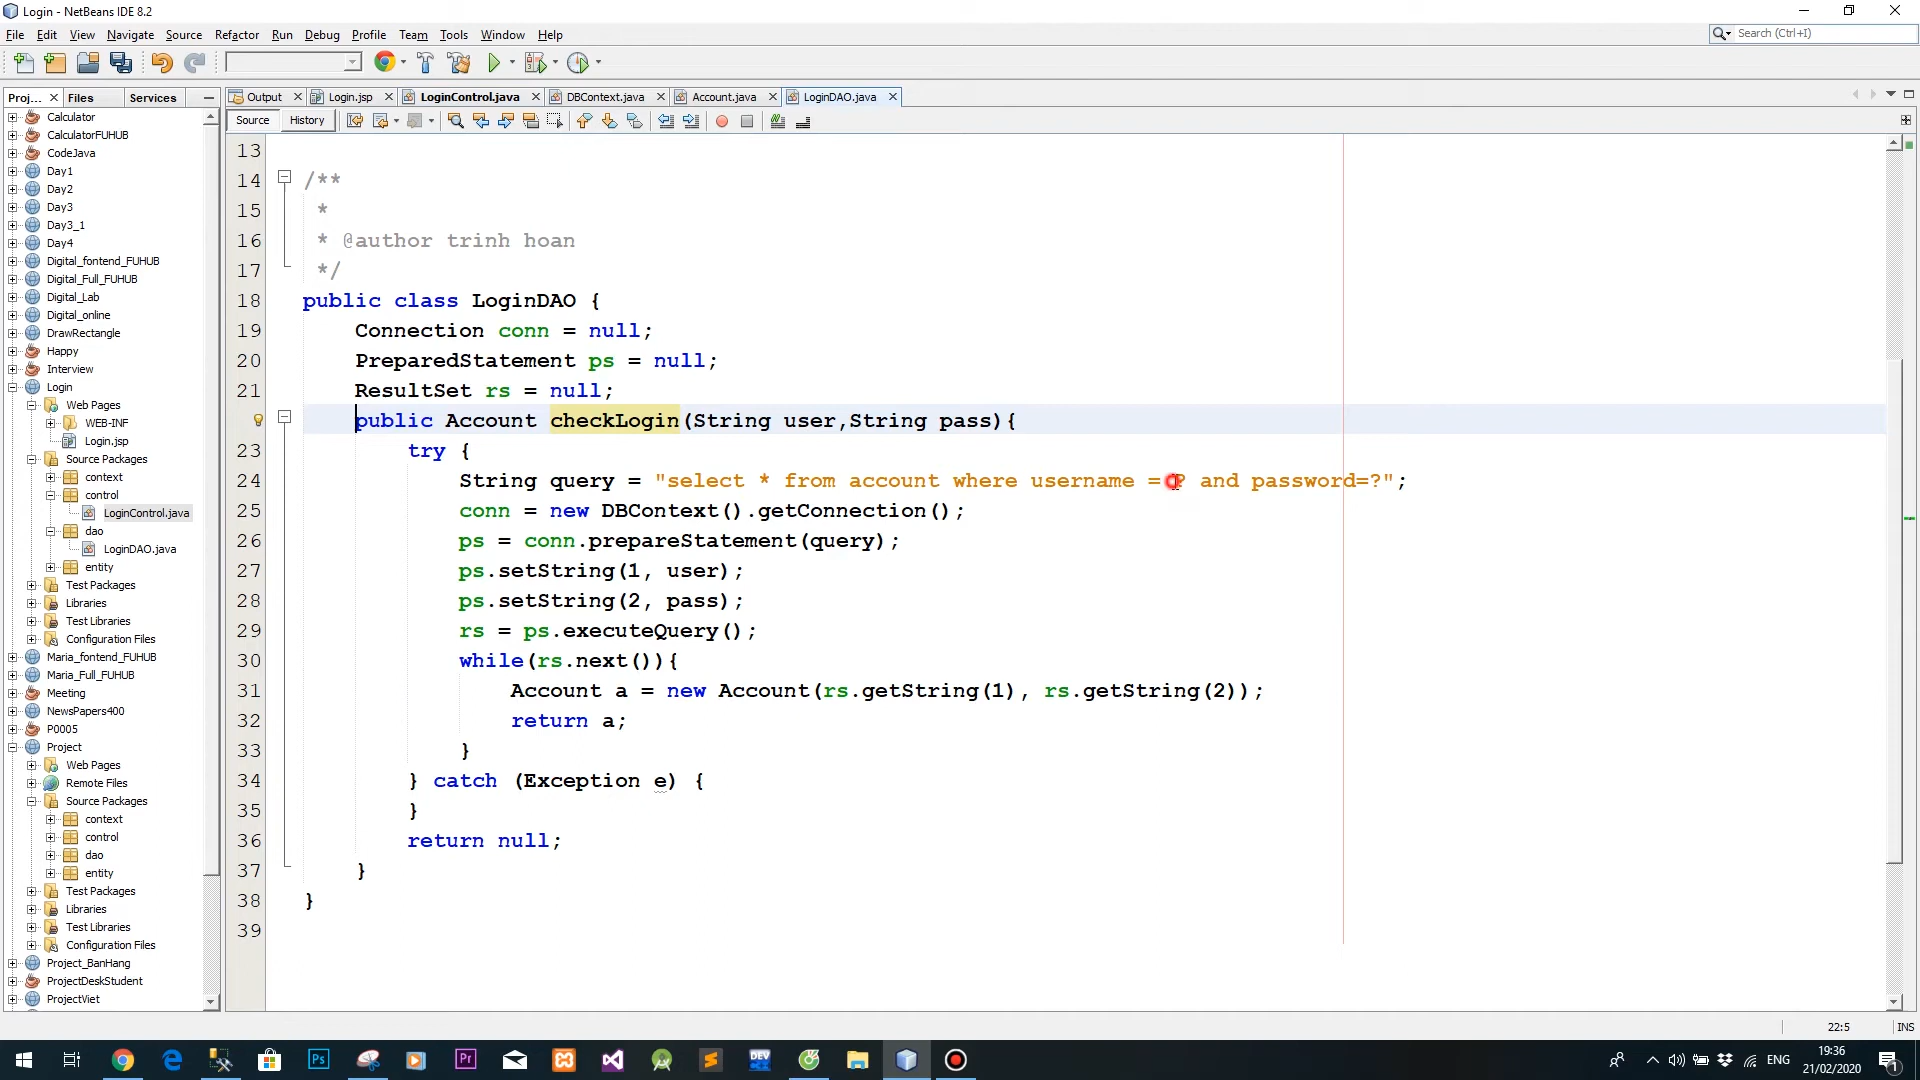 Login - NetBeans IDE 8.2
File Edit View Navigate Source Refactor Run Debug Profile Team Tools Window Help
Search (Ctrl+I)
Proj... Files Services
Output Login.jsp LoginControl.java DBContext.java Account.java LoginDAO.java
Source History
Calculator
CalculatorFUHUB
CodeJava
Day1
Day2
Day3
Day3_1
Day4
Digital_fontend_FUHUB
Digital_Full_FUHUB
Digital_Lab
Digital_online
DrawRectangle
Happy
Interview
Login
Web Pages
WEB-INF
Login.jsp
Source Packages
context
control
LoginControl.java
dao
LoginDAO.java
entity
Test Packages
Libraries
Test Libraries
Configuration Files
Maria_fontend_FUHUB
Maria_Full_FUHUB
Meeting
NewsPapers400
P0005
Project
Web Pages
Remote Files
Source Packages
context
control
dao
entity
Test Packages
Libraries
Test Libraries
Configuration Files
Project_BanHang
ProjectDeskStudent
ProjectViet
13
14 /**
15 *
16 * @author trinh hoan
17 */
18 public class LoginDAO {
19 Connection conn = null;
20 PreparedStatement ps = null;
21 ResultSet rs = null;
public Account checkLogin(String user,String pass){
23 try {
24 String query = "select * from account where username =? and password=?";
25 conn = new DBContext().getConnection();
26 ps = conn.prepareStatement(query);
27 ps.setString(1, user);
28 ps.setString(2, pass);
29 rs = ps.executeQuery();
30 while(rs.next()){
31 Account a = new Account(rs.getString(1), rs.getString(2));
32 return a;
33 }
34 } catch (Exception e) {
35 }
36 return null;
37 }
38 }
39
22:5 INS
Ps Pr DEV
ENG 19:36
21/02/2020
1